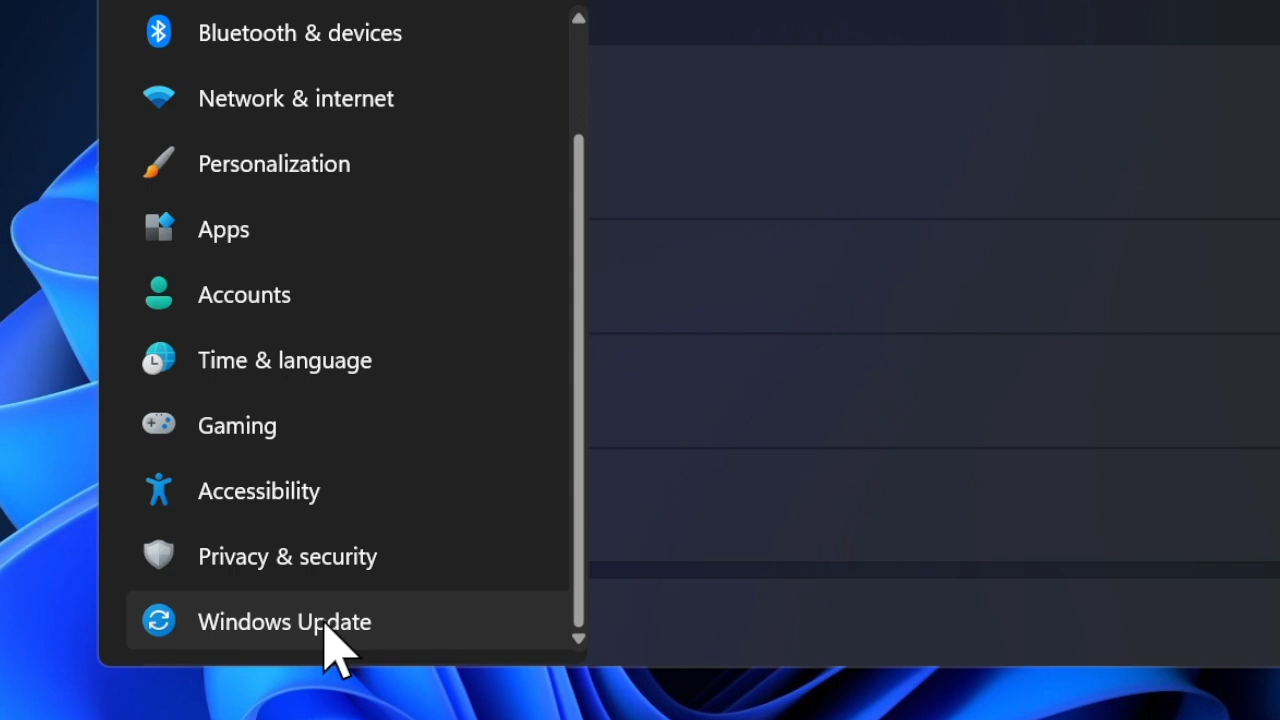 Bluetooth & devices
Network & internet
Personalization
Apps
Accounts
Time & language
Gaming
Accessibility
Privacy & security
Windows Update